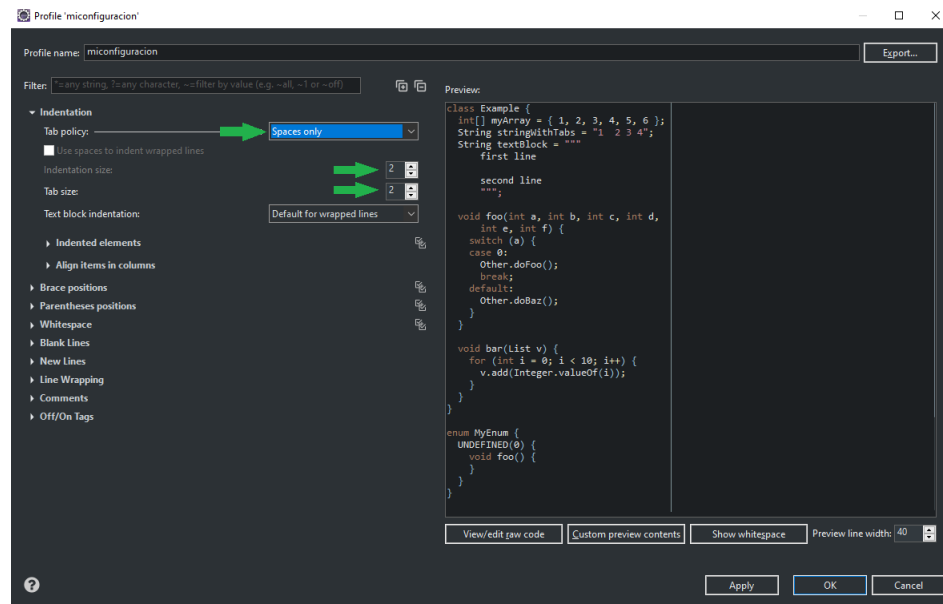 Profile 'miconfiguracion'
Profile name: miconfiguracion
Export...
Filter: *=any string, ?=any character, ~=filter by value (e.g. ~all, ~1 or ~off)
Indentation
Tab policy: Spaces only
Use spaces to indent wrapped lines
Indentation size: 2
Tab size: 2
Text block indentation: Default for wrapped lines
Indented elements
Align items in columns
Brace positions
Parentheses positions
Whitespace
Blank Lines
New Lines
Line Wrapping
Comments
Off/On Tags
Preview:
class Example {
  int[] myArray = { 1, 2, 3, 4, 5, 6 };
  String stringWithTabs = "1  2 3 4";
  String textBlock = """
      first line
      second line
      """;
  void foo(int a, int b, int c, int d,
      int e, int f) {
    switch (a) {
    case 0:
      Other.doFoo();
      break;
    default:
      Other.doBaz();
    }
  }
  void bar(List v) {
    for (int i = 0; i < 10; i++) {
      v.add(Integer.valueOf(i));
    }
  }
}
enum MyEnum {
  UNDEFINED(0) {
    void foo() {
    }
  }
}
View/edit raw code
Custom preview contents
Show whitespace
Preview line width: 40
Apply
OK
Cancel